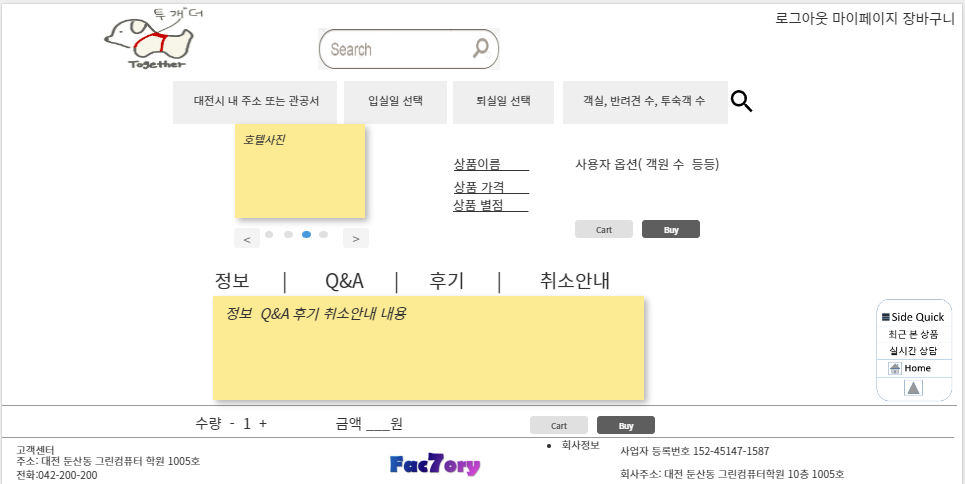 투개더
Together
로그아웃 마이페이지 장바구니
Search
대전시 내 주소 또는 관공서
입실일 선택
퇴실일 선택
객실, 반려견 수, 투숙객 수
호텔사진
상품이름
사용자 옵션( 객원 수 등등)
상품 가격
상품 별점
Cart
Buy
<
>
정보 | Q&A | 후기 | 취소안내
정보 Q&A 후기 취소안내 내용
Side Quick
최근 본 상품
실시간 상담
Home
수량 - 1 +
금액 ___원
Cart
Buy
고객센터
주소: 대전 둔산동 그린컴퓨터 학원 1005호
전화:042-200-200
Fac7ory
• 회사정보
사업자 등록번호 152-45147-1587
회사주소: 대전 둔산동 그린컴퓨터학원 10층 1005호